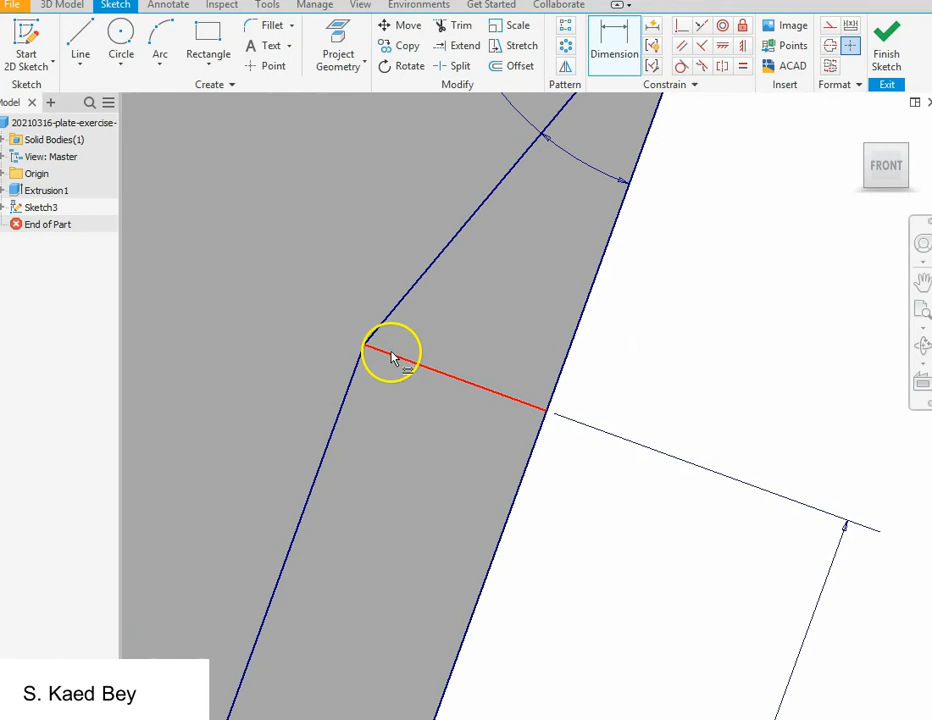 File 3D Model Sketch Annotate Inspect Tools Manage View Environments Get Started Collaborate
Start 2D Sketch
Line
Circle
Arc
Rectangle
Fillet
Text
Point
Project Geometry
Move
Copy
Rotate
Trim
Extend
Split
Scale
Stretch
Offset
Dimension
Image
Points
ACAD
Finish Sketch
Sketch Create Modify Pattern Constrain Insert Format Exit
Model
20210316-plate-exercise-
Solid Bodies(1)
View: Master
Origin
Extrusion1
Sketch3
End of Part
FRONT
S. Kaed Bey